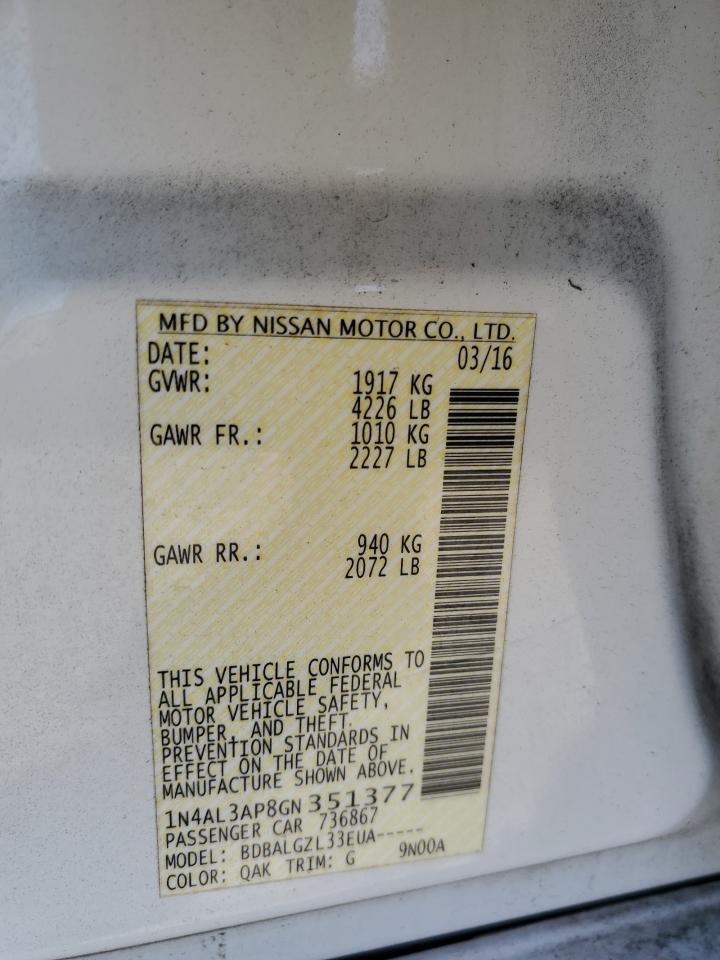 MFD BY NISSAN MOTOR CO., LTD.
DATE: 03/16
GVWR: 1917 KG
4226 LB
GAWR FR.: 1010 KG
2227 LB
GAWR RR.: 940 KG
2072 LB
THIS VEHICLE CONFORMS TO
ALL APPLICABLE FEDERAL
MOTOR VEHICLE SAFETY,
BUMPER, AND THEFT
PREVENTION STANDARDS IN
EFFECT ON THE DATE OF
MANUFACTURE SHOWN ABOVE.
1N4AL3AP8GN 351377
PASSENGER CAR 736867
MODEL: BDBALGZL33EUA-----
COLOR: QAK TRIM: G 9N00A